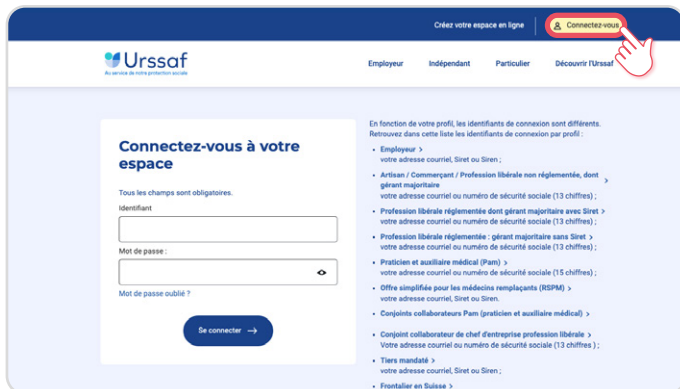 Créez votre espace en ligne
Connectez-vous
Urssaf
Au service de notre protection sociale
Employeur
Indépendant
Particulier
Découvrir l'Urssaf
Connectez-vous à votre
espace
Tous les champs sont obligatoires.
Identifiant
Mot de passe :
Mot de passe oublié ?
Se connecter →
En fonction de votre profil, les identifiants de connexion sont différents.
Retrouvez dans cette liste les identifiants de connexion par profil :
• Employeur >
votre adresse courriel, Siret ou Siren ;
• Artisan / Commerçant / Profession libérale non réglementée, dont
gérant majoritaire >
votre adresse courriel ou numéro de sécurité sociale (13 chiffres) ;
• Profession libérale réglementée dont gérant majoritaire avec Siret >
votre adresse courriel ou numéro de sécurité sociale (13 chiffres) ;
• Profession libérale réglementée : gérant majoritaire sans Siret >
votre adresse courriel ou numéro de sécurité sociale (13 chiffres) ;
• Praticien et auxiliaire médical (Pam) >
votre adresse courriel ou numéro de sécurité sociale (15 chiffres) ;
• Offre simplifiée pour les médecins remplaçants (RSPM) >
votre adresse courriel, Siret ou Siren.
• Conjoints collaborateurs Pam (praticien et auxiliaire médical) >
• Conjoint collaborateur de chef d'entreprise profession libérale >
Votre adresse courriel ou numéro de sécurité sociale (13 chiffres ) ;
• Tiers mandaté >
votre adresse courriel, Siret ou Siren ;
• Frontalier en Suisse >